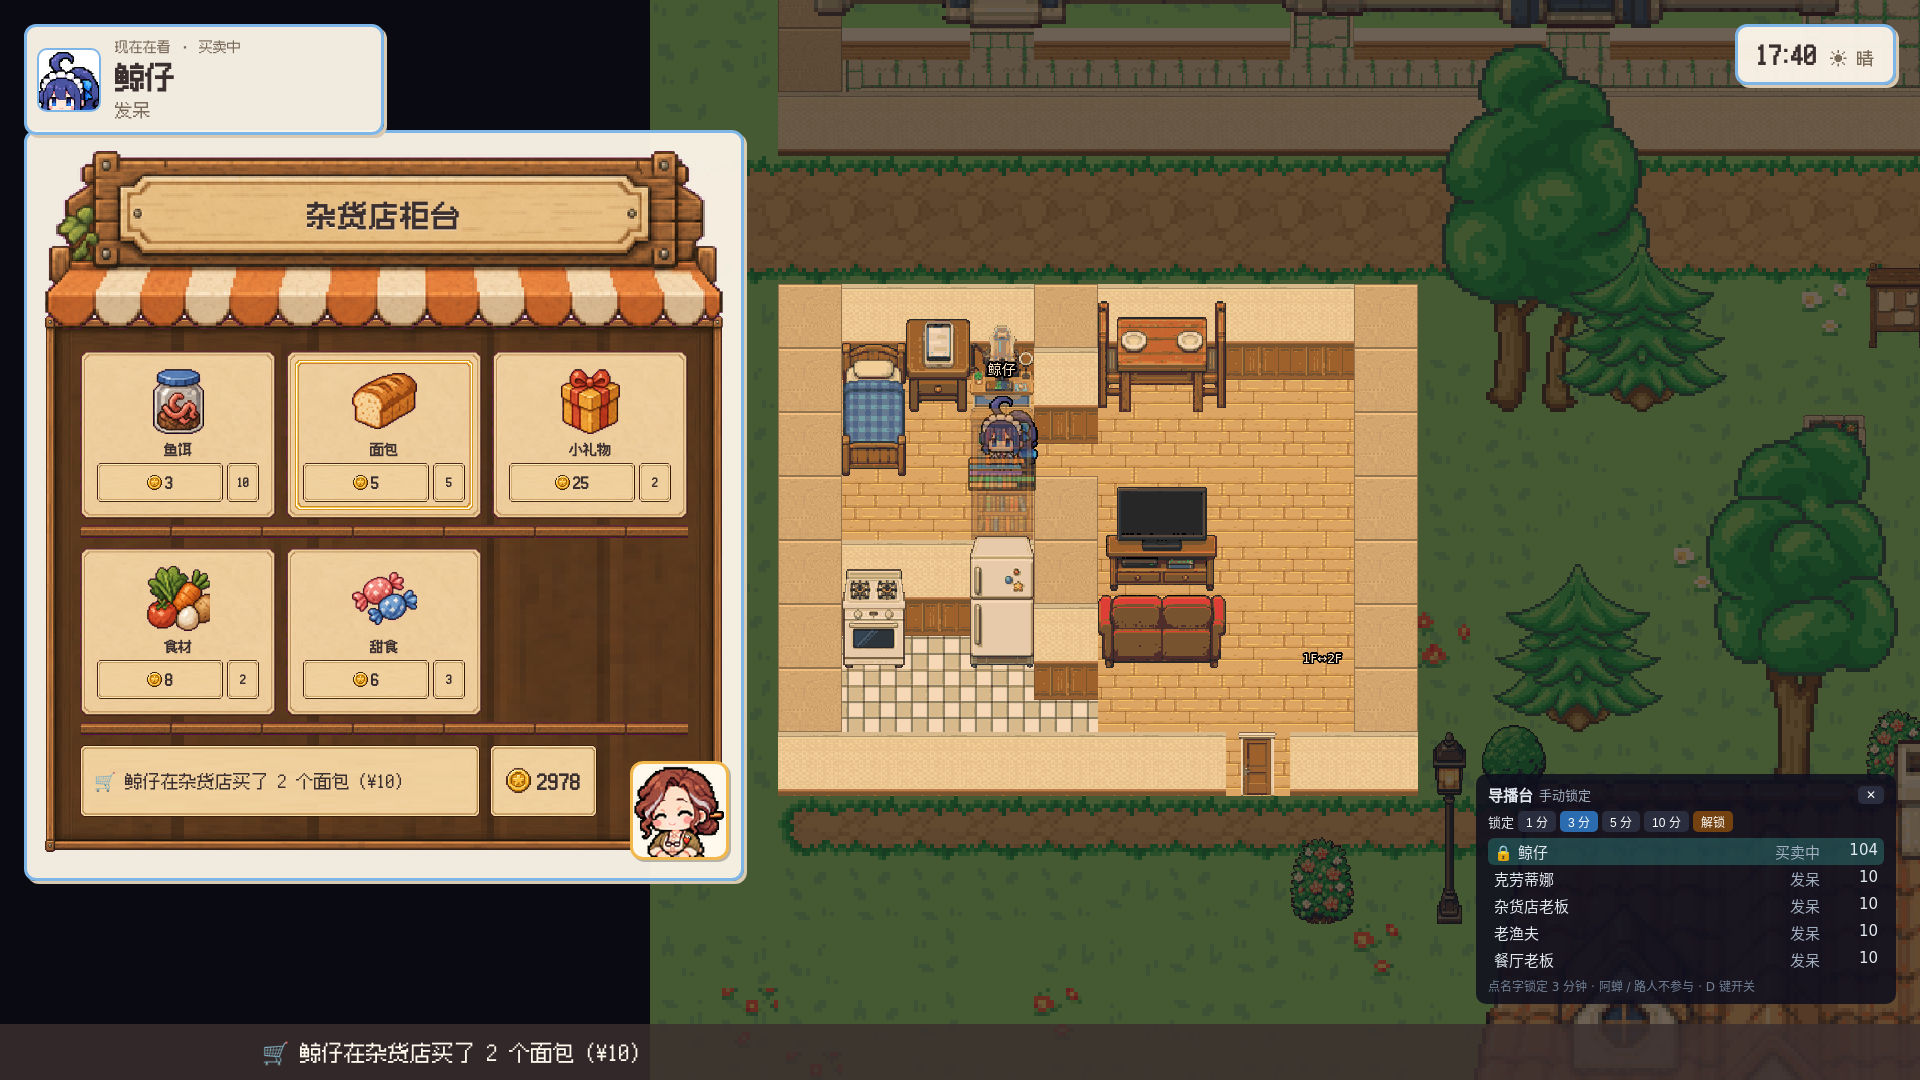 现在在看 · 买卖中
鲸仔
发呆
17:40 ☀ 晴
杂货店柜台
鱼饵
3
10
面包
5
5
小礼物
25
2
食材
8
2
甜食
6
3
🛒 鲸仔在杂货店买了 2 个面包 (¥10)
2978
鲸仔
1F↔2F
导播台 手动锁定
×
锁定 1 分 3 分 5 分 10 分 解锁
🔒 鲸仔 买卖中 104
克劳蒂娜 发呆 10
杂货店老板 发呆 10
老渔夫 发呆 10
餐厅老板 发呆 10
点名字锁定 3 分钟 · 阿蝉 / 路人不参与 · D 键开关
🛒 鲸仔在杂货店买了 2 个面包 (¥10)